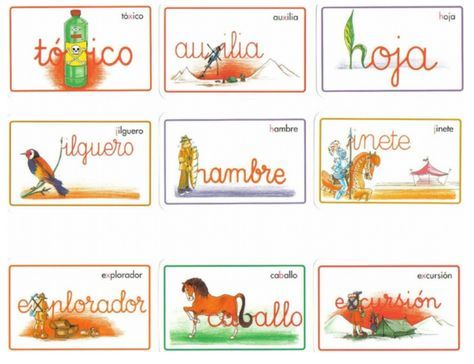 tóxico
tóxico
auxilia
auxilia
hoja
hoja
jilguero
jilguero
hambre
hambre
jinete
jinete
explorador
explorador
caballo
caballo
excursión
excursión